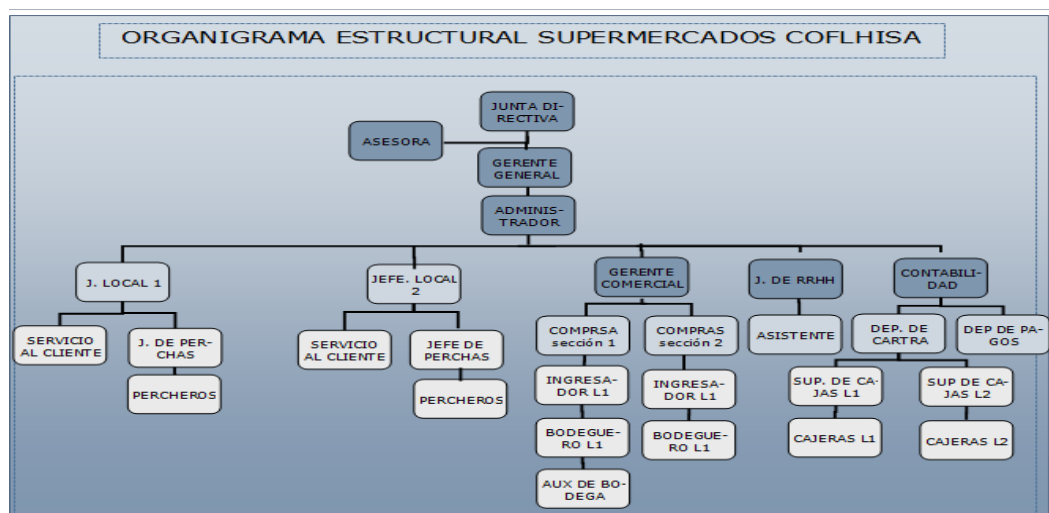 ORGANIGRAMA ESTRUCTURAL SUPERMERCADOS COFLHISA
JUNTA DI-
RECTIVA
ASESORA
GERENTE
GENERAL
ADMINIS-
TRADOR
J. LOCAL 1
JEFE. LOCAL
2
GERENTE
COMERCIAL
J. DE RRHH
CONTABILI-
DAD
SERVICIO
AL CLIENTE
J. DE PER-
CHAS
SERVICIO
AL CLIENTE
JEFE DE
PERCHAS
COMPRSA
sección 1
COMPRAS
sección 2
ASISTENTE
DEP. DE
CARTRA
DEP DE PA-
GOS
PERCHEROS
PERCHEROS
INGRESA-
DOR L1
INGRESA-
DOR L1
SUP. DE CA-
JAS L1
SUP DE CA-
JAS L2
BODEGUE-
RO L1
BODEGUE-
RO L1
CAJERAS L1
CAJERAS L2
AUX DE BO-
DEGA